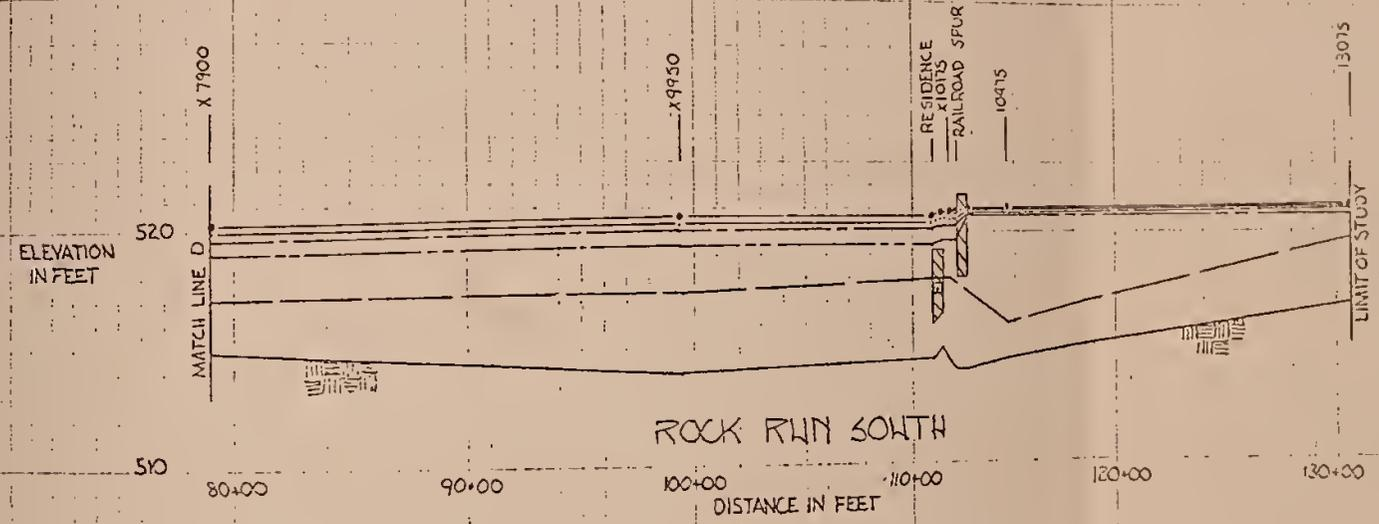 X 7900
X 9950
RESIDENCE
X10175
RAILROAD SPUR
10475
13075
520
ELEVATION
IN FEET
MATCH LINE D
LIMIT OF STUDY
ROCK RUN SOUTH
510
80+00
90+00
100+00
110+00
120+00
130+00
DISTANCE IN FEET